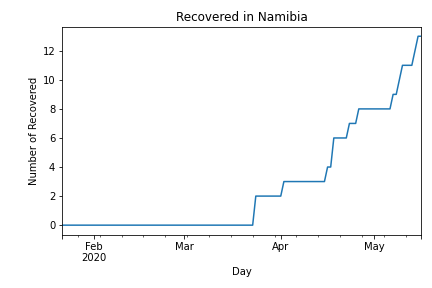 Recovered in Namibia
Number of Recovered
12
10
8
6
4
2
0
Feb
2020
Mar
Apr
May
Day